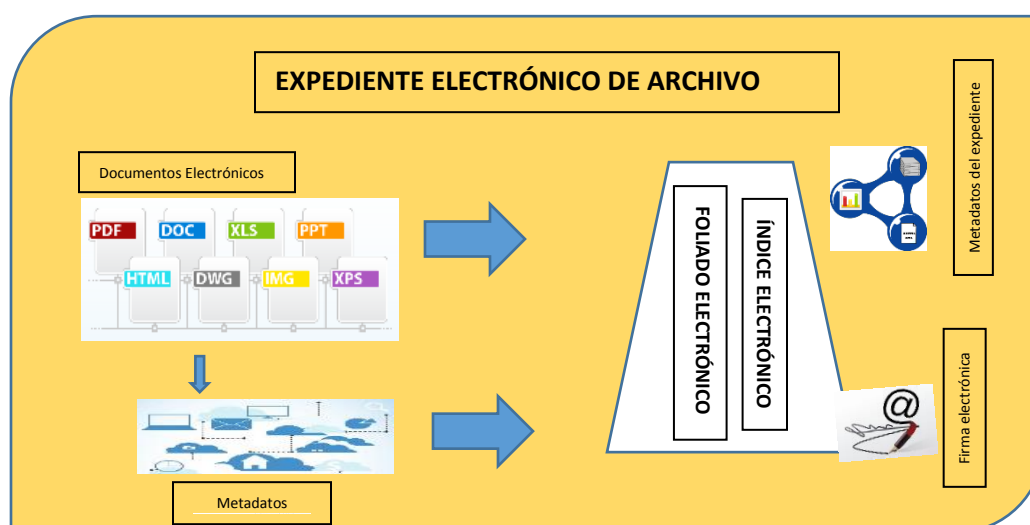 EXPEDIENTE ELECTRÓNICO DE ARCHIVO
Documentos Electrónicos
PDF DOC XLS PPT
HTML DWG IMG XPS
Metadatos
FOLIADO ELECTRÓNICO
ÍNDICE ELECTRÓNICO
Metadatos del expediente
@
Firma electrónica